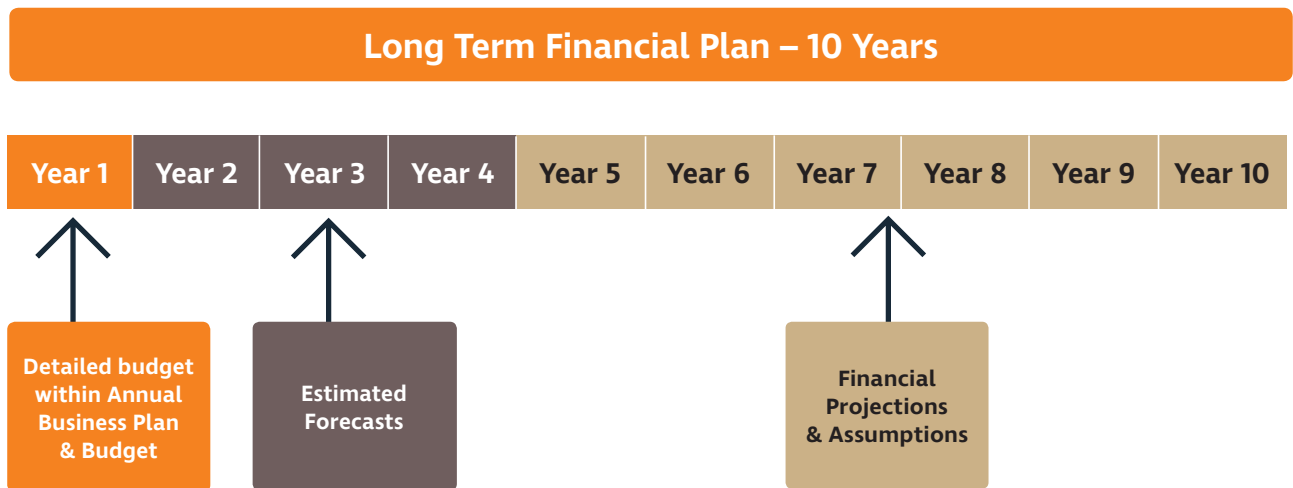 Long Term Financial Plan – 10 Years
Year 1 Year 2 Year 3 Year 4 Year 5 Year 6 Year 7 Year 8 Year 9 Year 10
Detailed budget
within Annual
Business Plan
& Budget
Estimated
Forecasts
Financial
Projections
& Assumptions